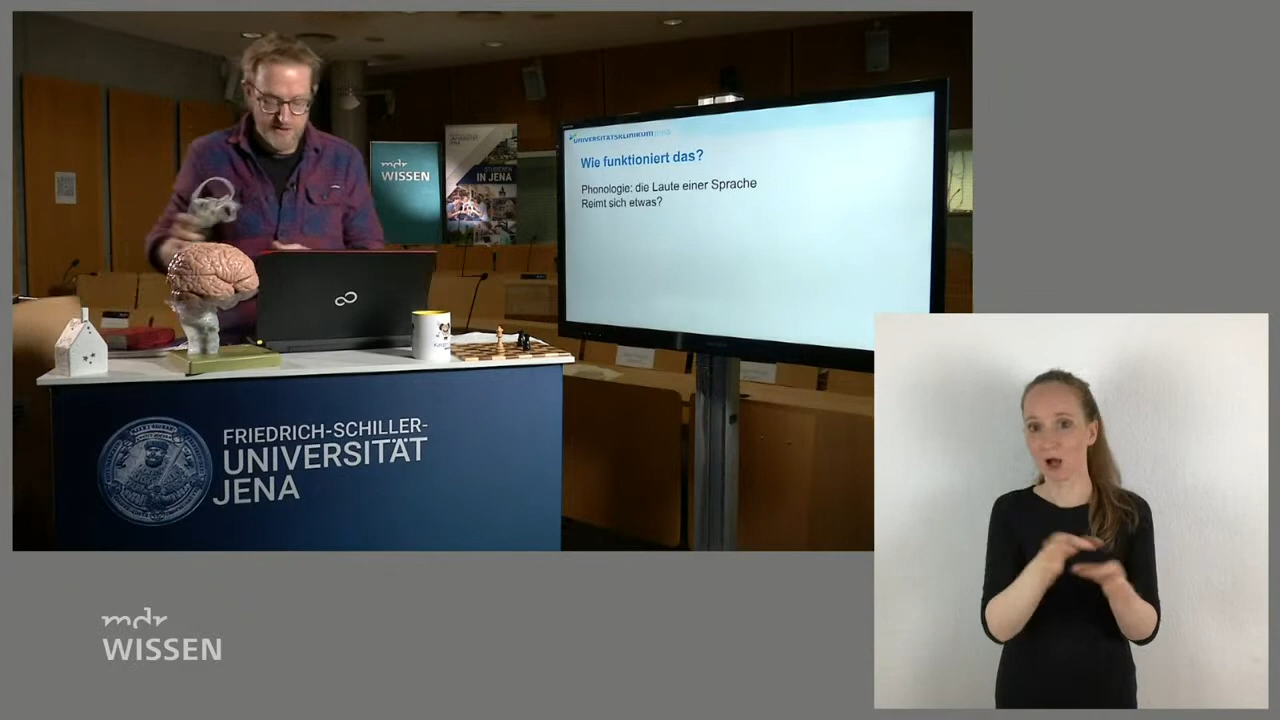 UNIVERSITÄTSKLINIKUM
Wie funktioniert das?
Phonologie: die Laute einer Sprache
Reimt sich etwas?
mdr
WISSEN
STUDIEREN
IN JENA
FRIEDRICH-SCHILLER-
UNIVERSITÄT
JENA
mdr
WISSEN